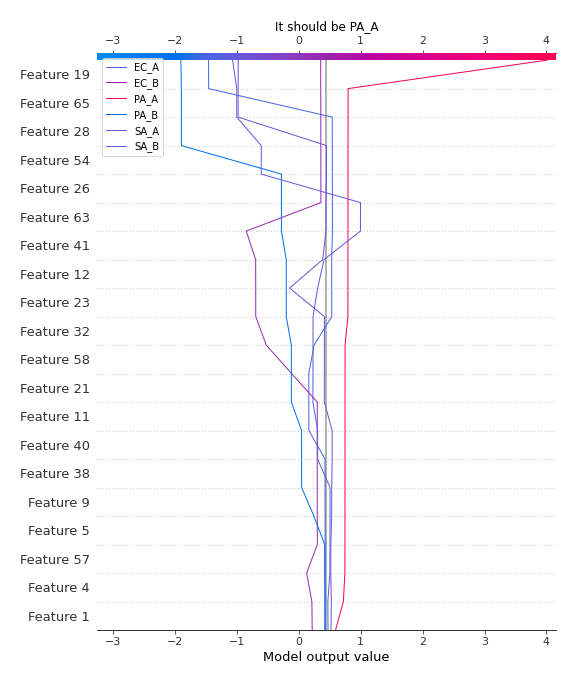 It should be PA_A
−3 −2 −1 0 1 2 3 4
EC_A
EC_B
PA_A
PA_B
SA_A
SA_B
Feature 19
Feature 65
Feature 28
Feature 54
Feature 26
Feature 63
Feature 41
Feature 12
Feature 23
Feature 32
Feature 58
Feature 21
Feature 11
Feature 40
Feature 38
Feature 9
Feature 5
Feature 57
Feature 4
Feature 1
−3 −2 −1 0 1 2 3 4
Model output value